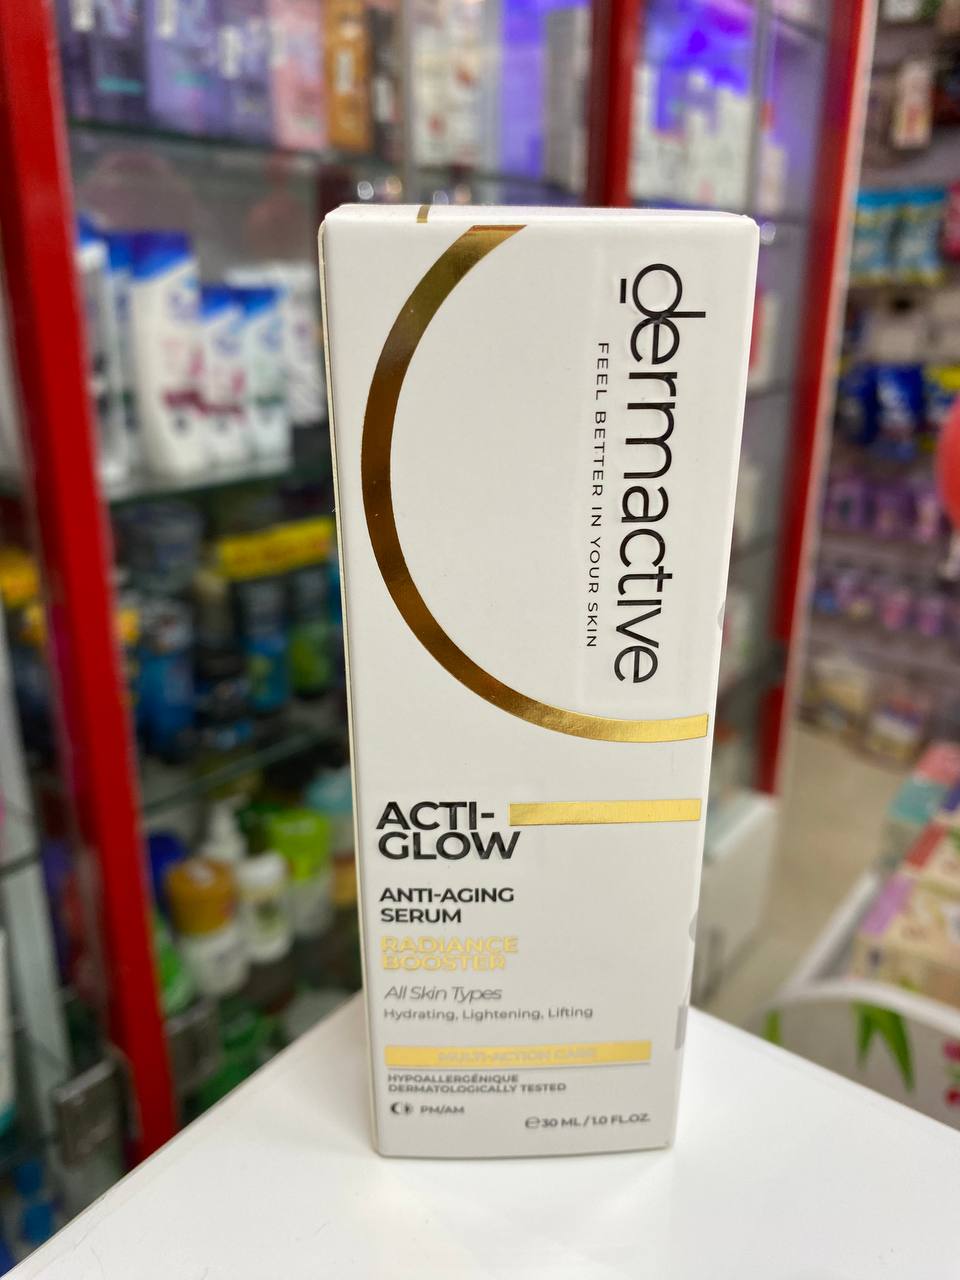 dermactive
FEEL BETTER IN YOUR SKIN
ACTI-
GLOW
ANTI-AGING
SERUM
RADIANCE
BOOSTER
All Skin Types
Hydrating, Lightening, Lifting
MULTI-ACTION CARE
HYPOALLERGÉNIQUE
DERMATOLOGICALLY TESTED
PM/AM
℮30 ML / 1.0 FL.OZ.